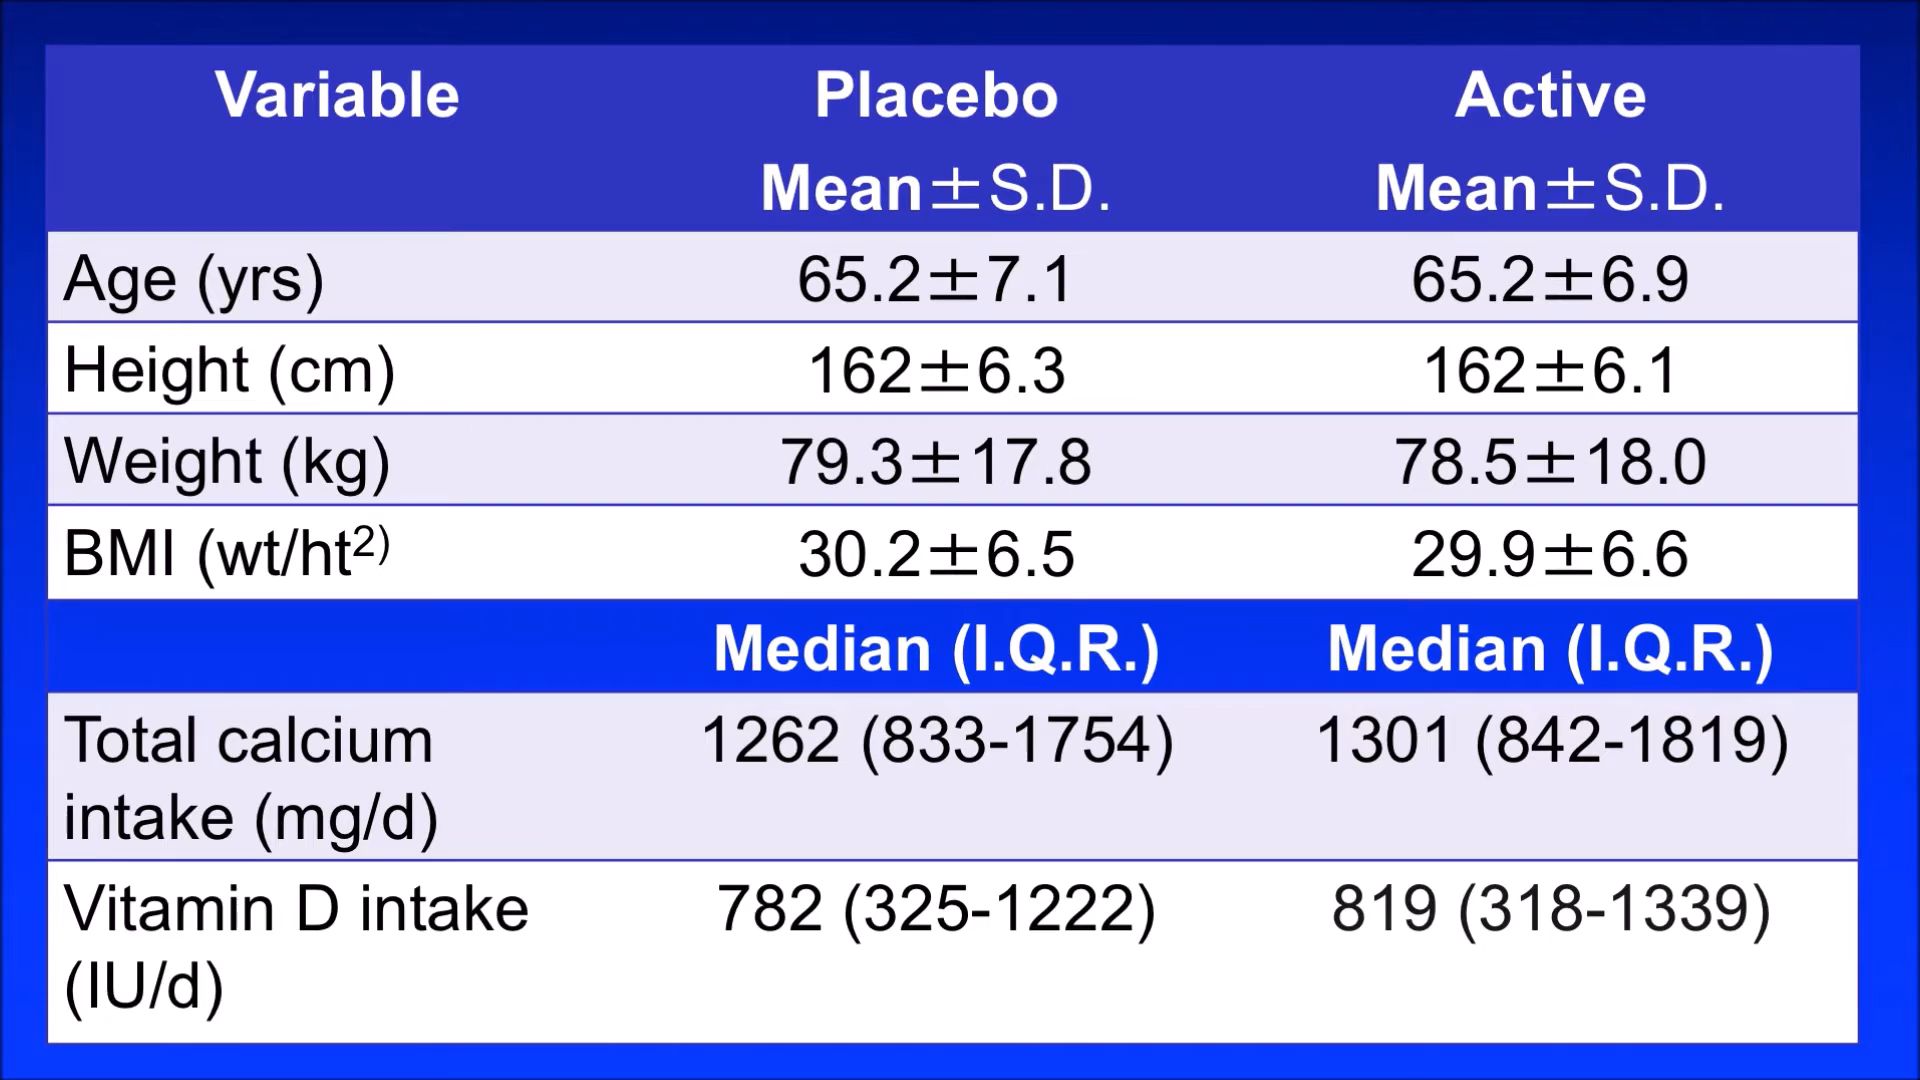 Variable Placebo Active
Mean±S.D. Mean±S.D.
Age (yrs) 65.2±7.1 65.2±6.9
Height (cm) 162±6.3 162±6.1
Weight (kg) 79.3±17.8 78.5±18.0
BMI (wt/ht²⁾ 30.2±6.5 29.9±6.6
Median (I.Q.R.) Median (I.Q.R.)
Total calcium 1262 (833-1754) 1301 (842-1819)
intake (mg/d)
Vitamin D intake 782 (325-1222) 819 (318-1339)
(IU/d)